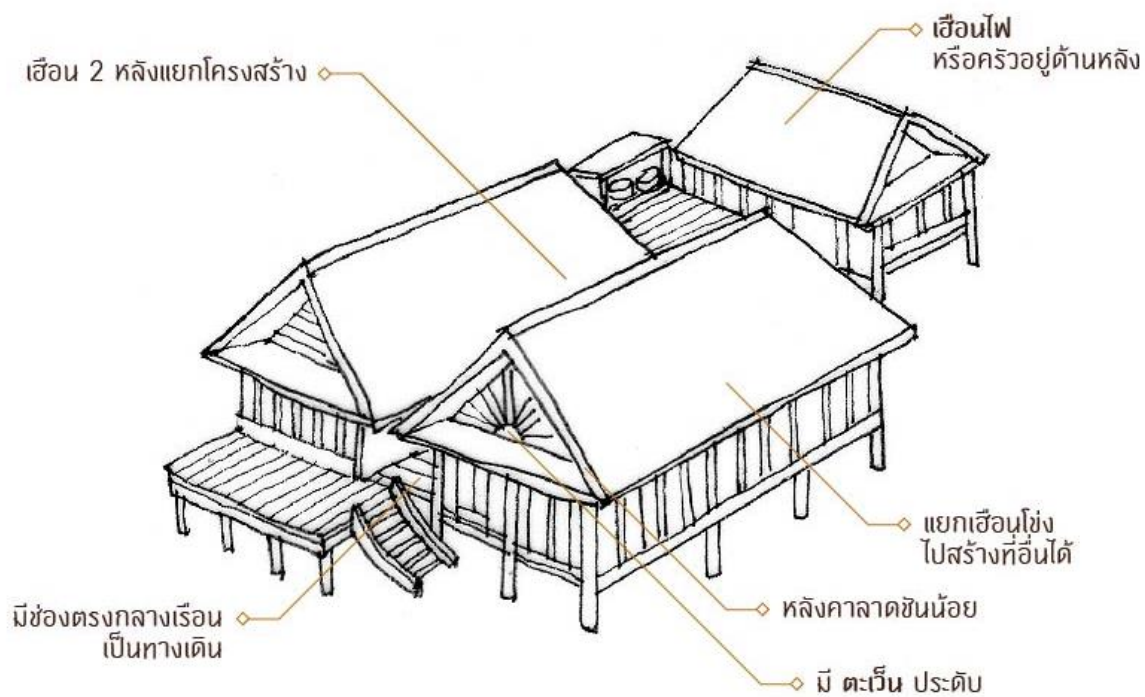 เฮือนไฟ
หรือครัวอยู่ด้านหลัง
เฮือน 2 หลังแยกโครงสร้าง
แยกเฮือนโข่ง
ไปสร้างที่อื่นได้
หลังคาลาดชันน้อย
มีช่องตรงกลางเรือน
เป็นทางเดิน
มี ตะเว็น ประดับ